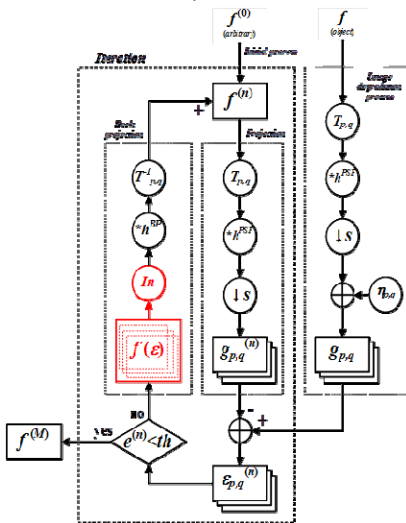 f^(0)
(arbitrary)
f
(object)
Iteration
Initial process
Image
degradation
process
f^(n)
+
Back-
projection
Projection
T^-1_p,q
T_p,q
T_p,q
*h^BP
*h^PSF
*h^PSF
In
↓s
↓s
η_p,q
f'(ε)
g_p,q^(n)
g_p,q
no
-
+
yes
f^(M)
e^(n)<th
ε_p,q^(n)